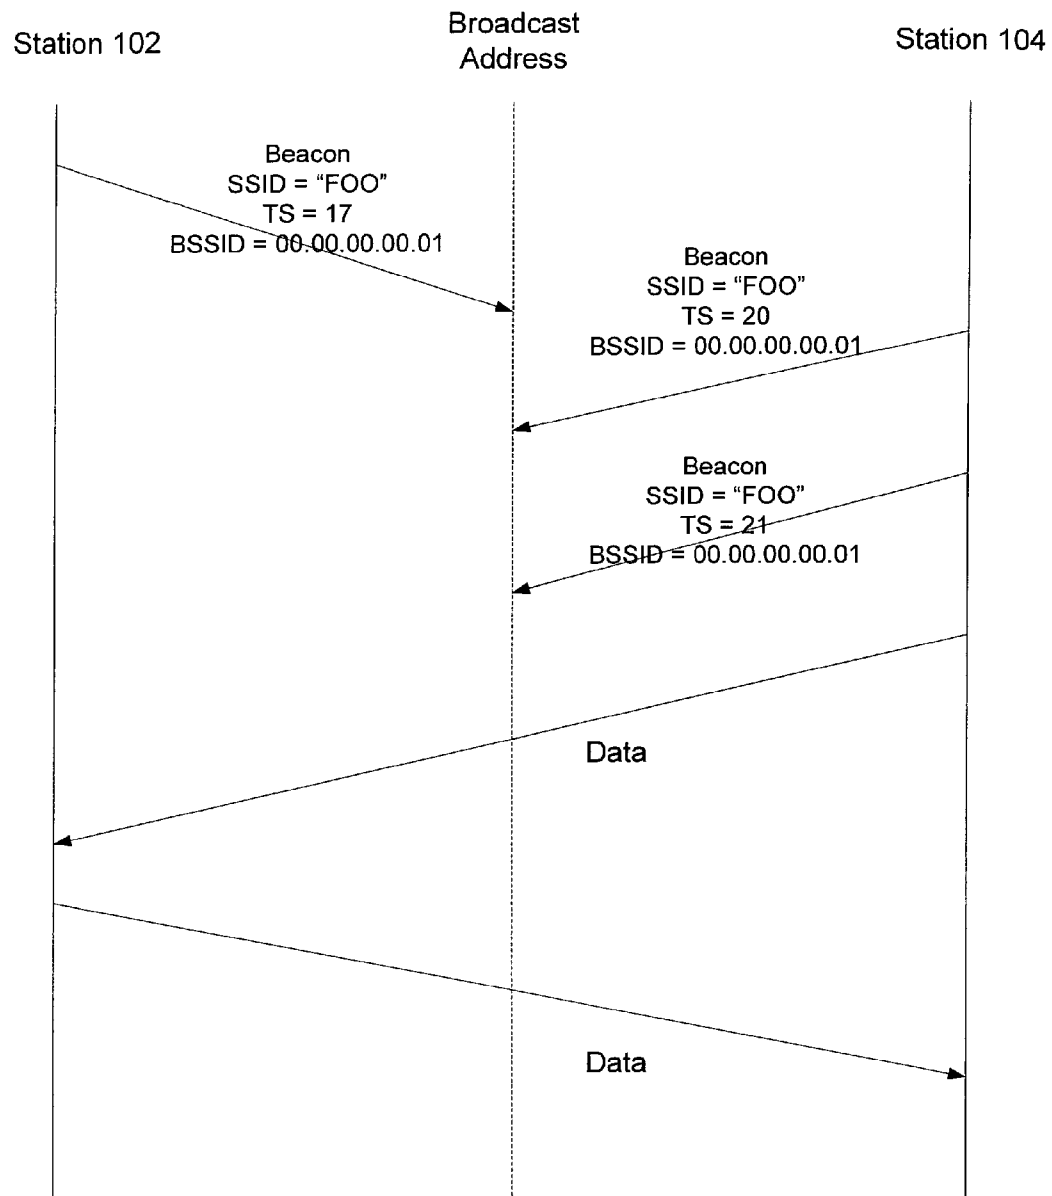 Station 102
Broadcast
Address
Station 104
Beacon
SSID = “FOO”
TS = 17
BSSID = 00.00.00.00.01
Beacon
SSID = “FOO”
TS = 20
BSSID = 00.00.00.00.01
Beacon
SSID = “FOO”
TS = 21
BSSID = 00.00.00.00.01
Data
Data